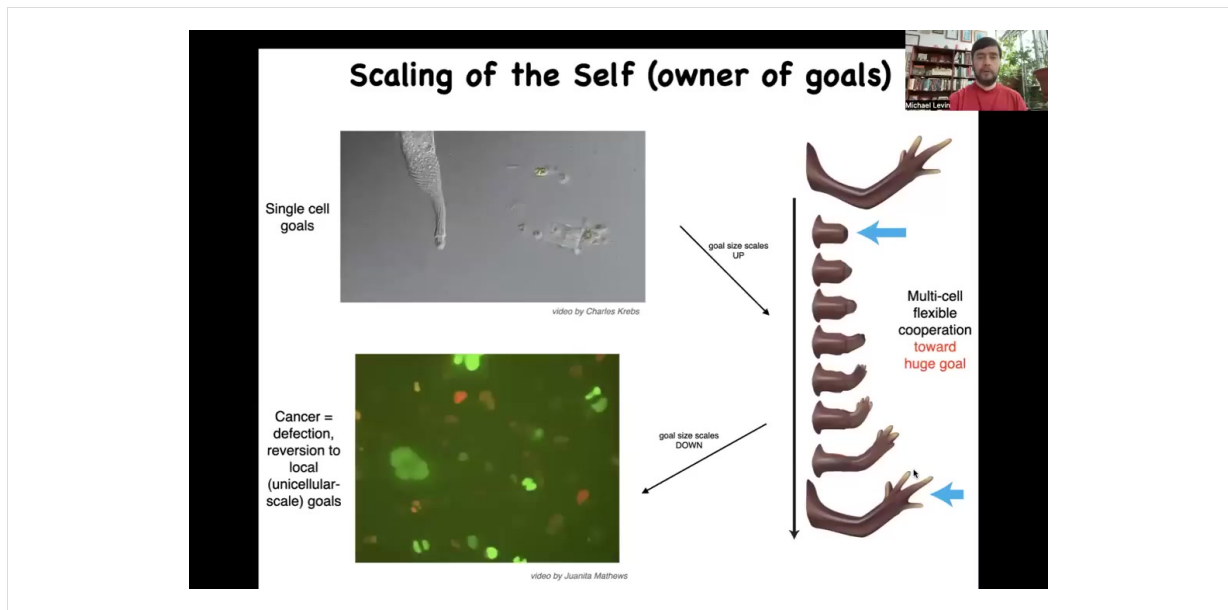 Scaling of the Self (owner of goals)
Michael Levin
Single cell
goals
video by Charles Krebs
goal size scales
UP
Multi-cell
flexible
cooperation
toward
huge goal
Cancer =
defection,
reversion to
local
(unicellular-
scale) goals
goal size scales
DOWN
video by Juanita Mathews